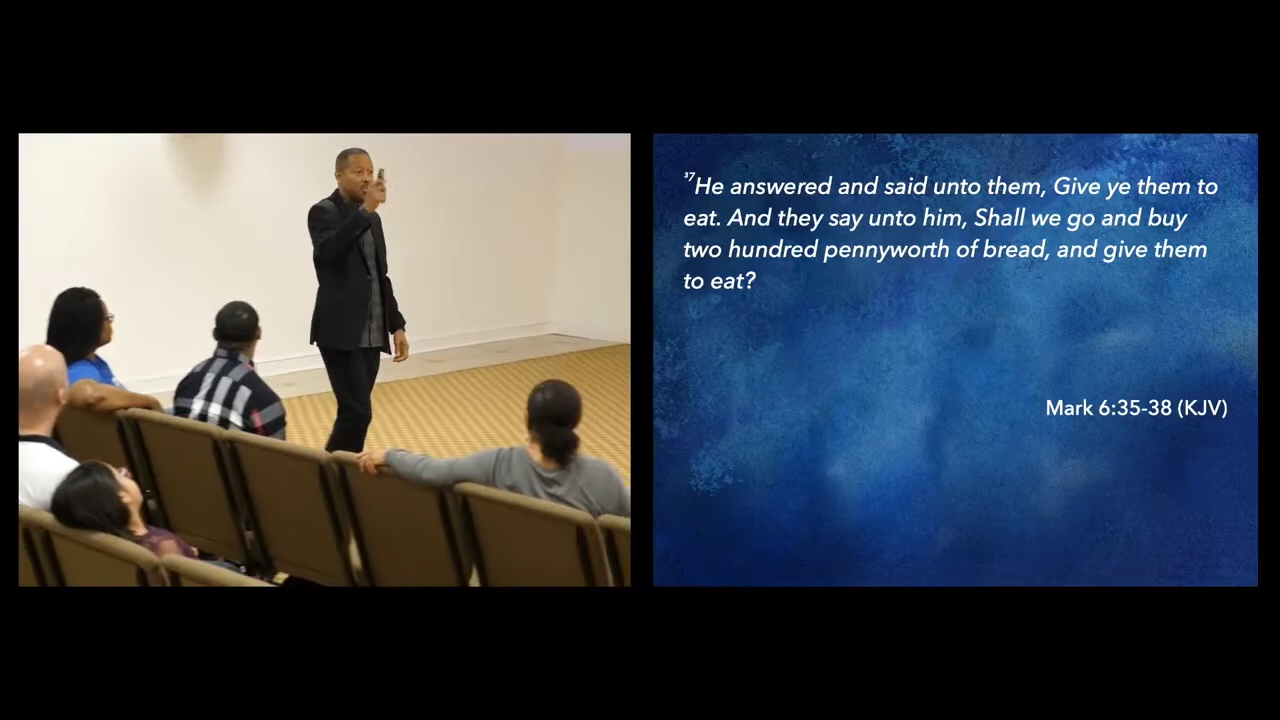 ³⁷He answered and said unto them, Give ye them to
eat. And they say unto him, Shall we go and buy
two hundred pennyworth of bread, and give them
to eat?
Mark 6:35-38 (KJV)